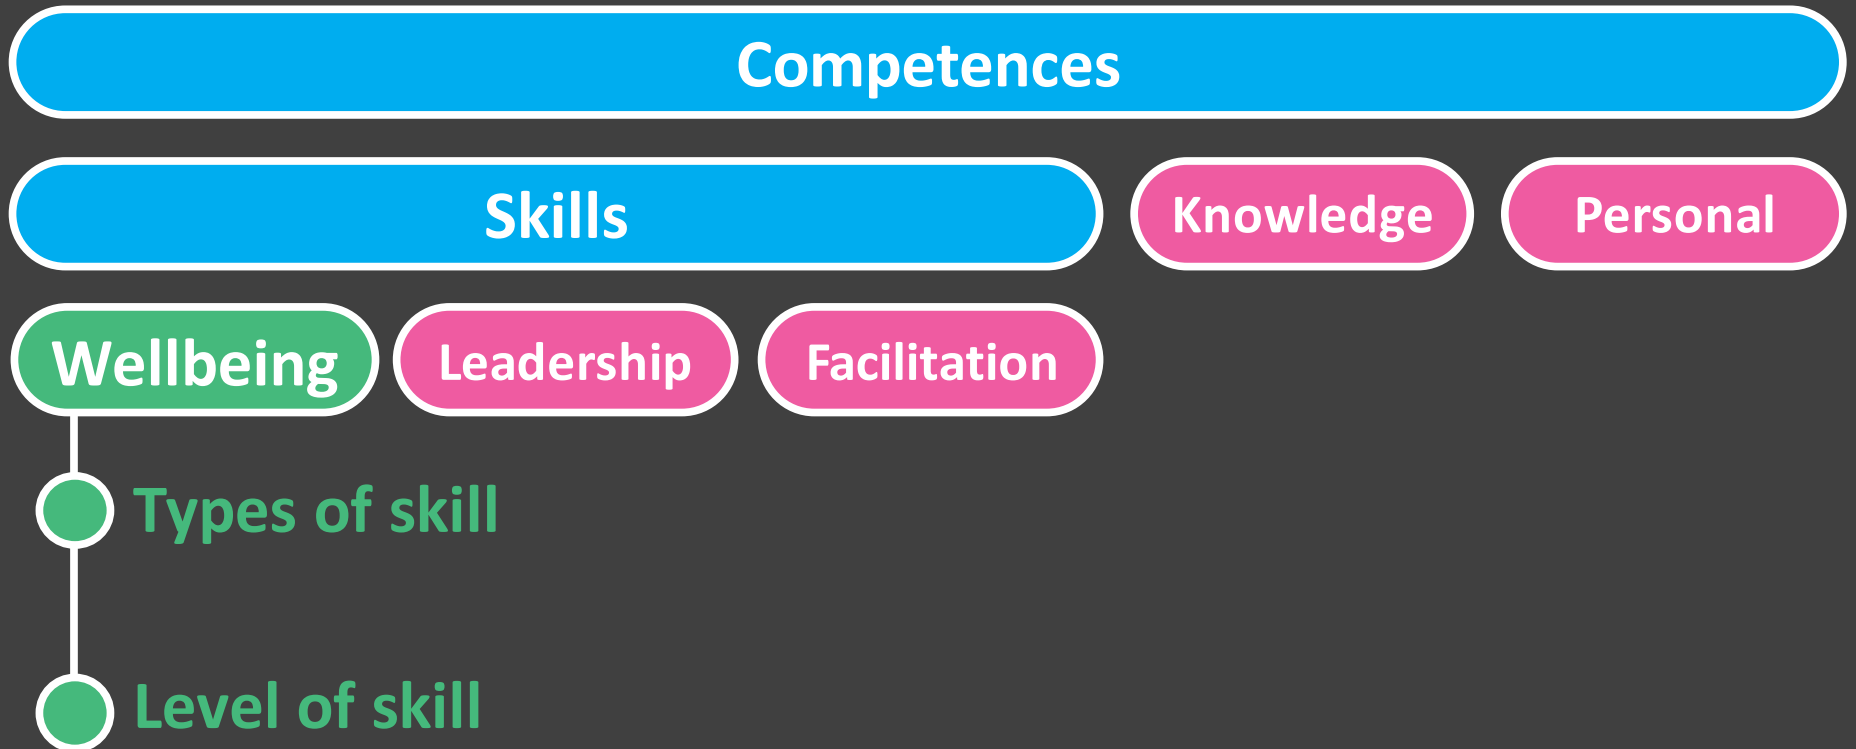 Competences
Skills
Knowledge
Personal
Wellbeing
Leadership
Facilitation
Types of skill
Level of skill